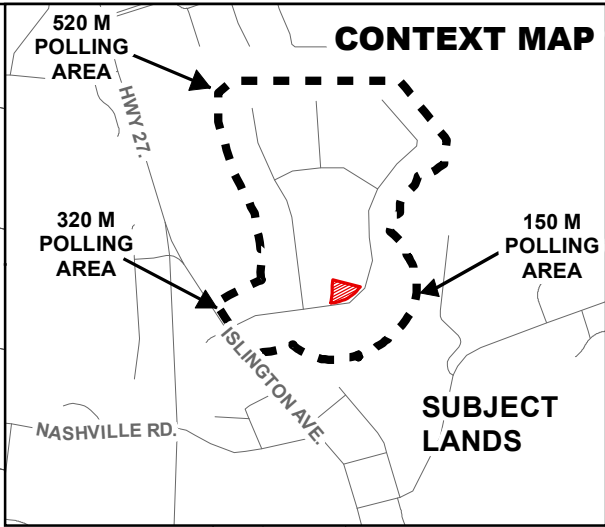 520 M
POLLING
AREA
CONTEXT MAP
HWY 27.
320 M
POLLING
AREA
150 M
POLLING
AREA
ISLINGTON AVE.
SUBJECT
LANDS
NASHVILLE RD.